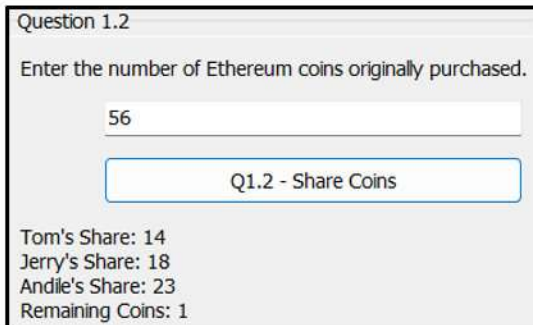 Question 1.2
Enter the number of Ethereum coins originally purchased.
56
Q1.2 - Share Coins
Tom's Share: 14
Jerry's Share: 18
Andile's Share: 23
Remaining Coins: 1